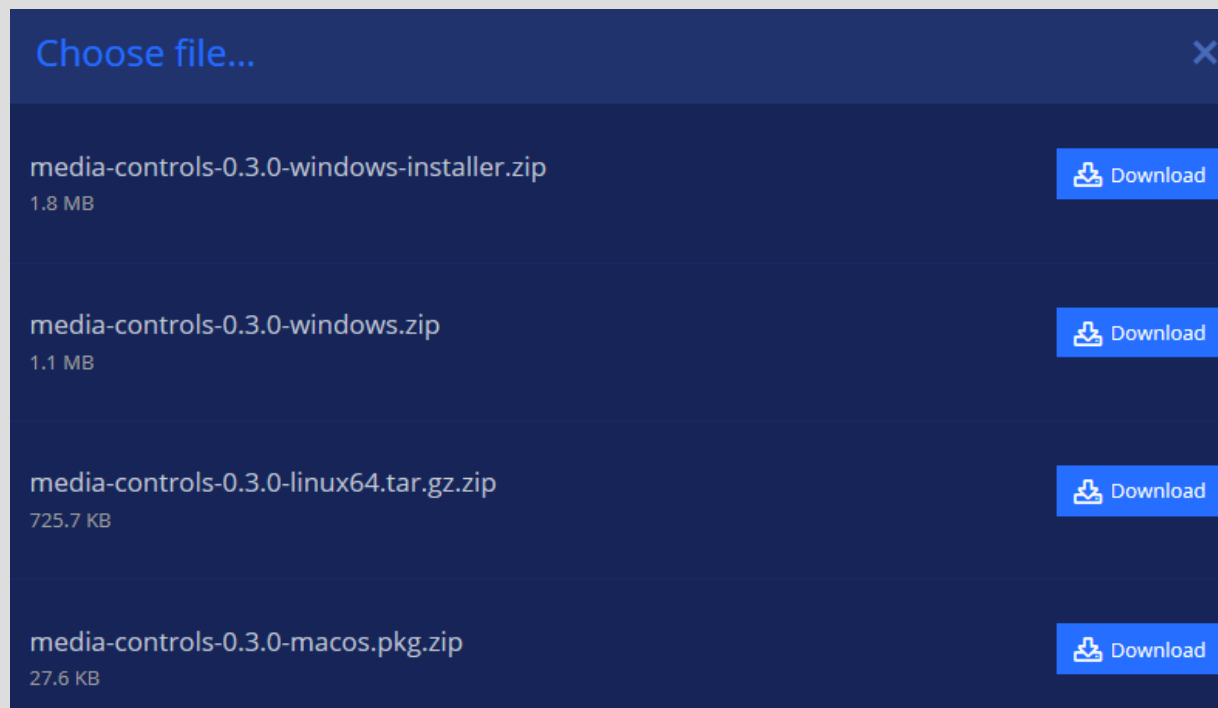 Choose file...
media-controls-0.3.0-windows-installer.zip
1.8 MB
Download
media-controls-0.3.0-windows.zip
1.1 MB
Download
media-controls-0.3.0-linux64.tar.gz.zip
725.7 KB
Download
media-controls-0.3.0-macos.pkg.zip
27.6 KB
Download